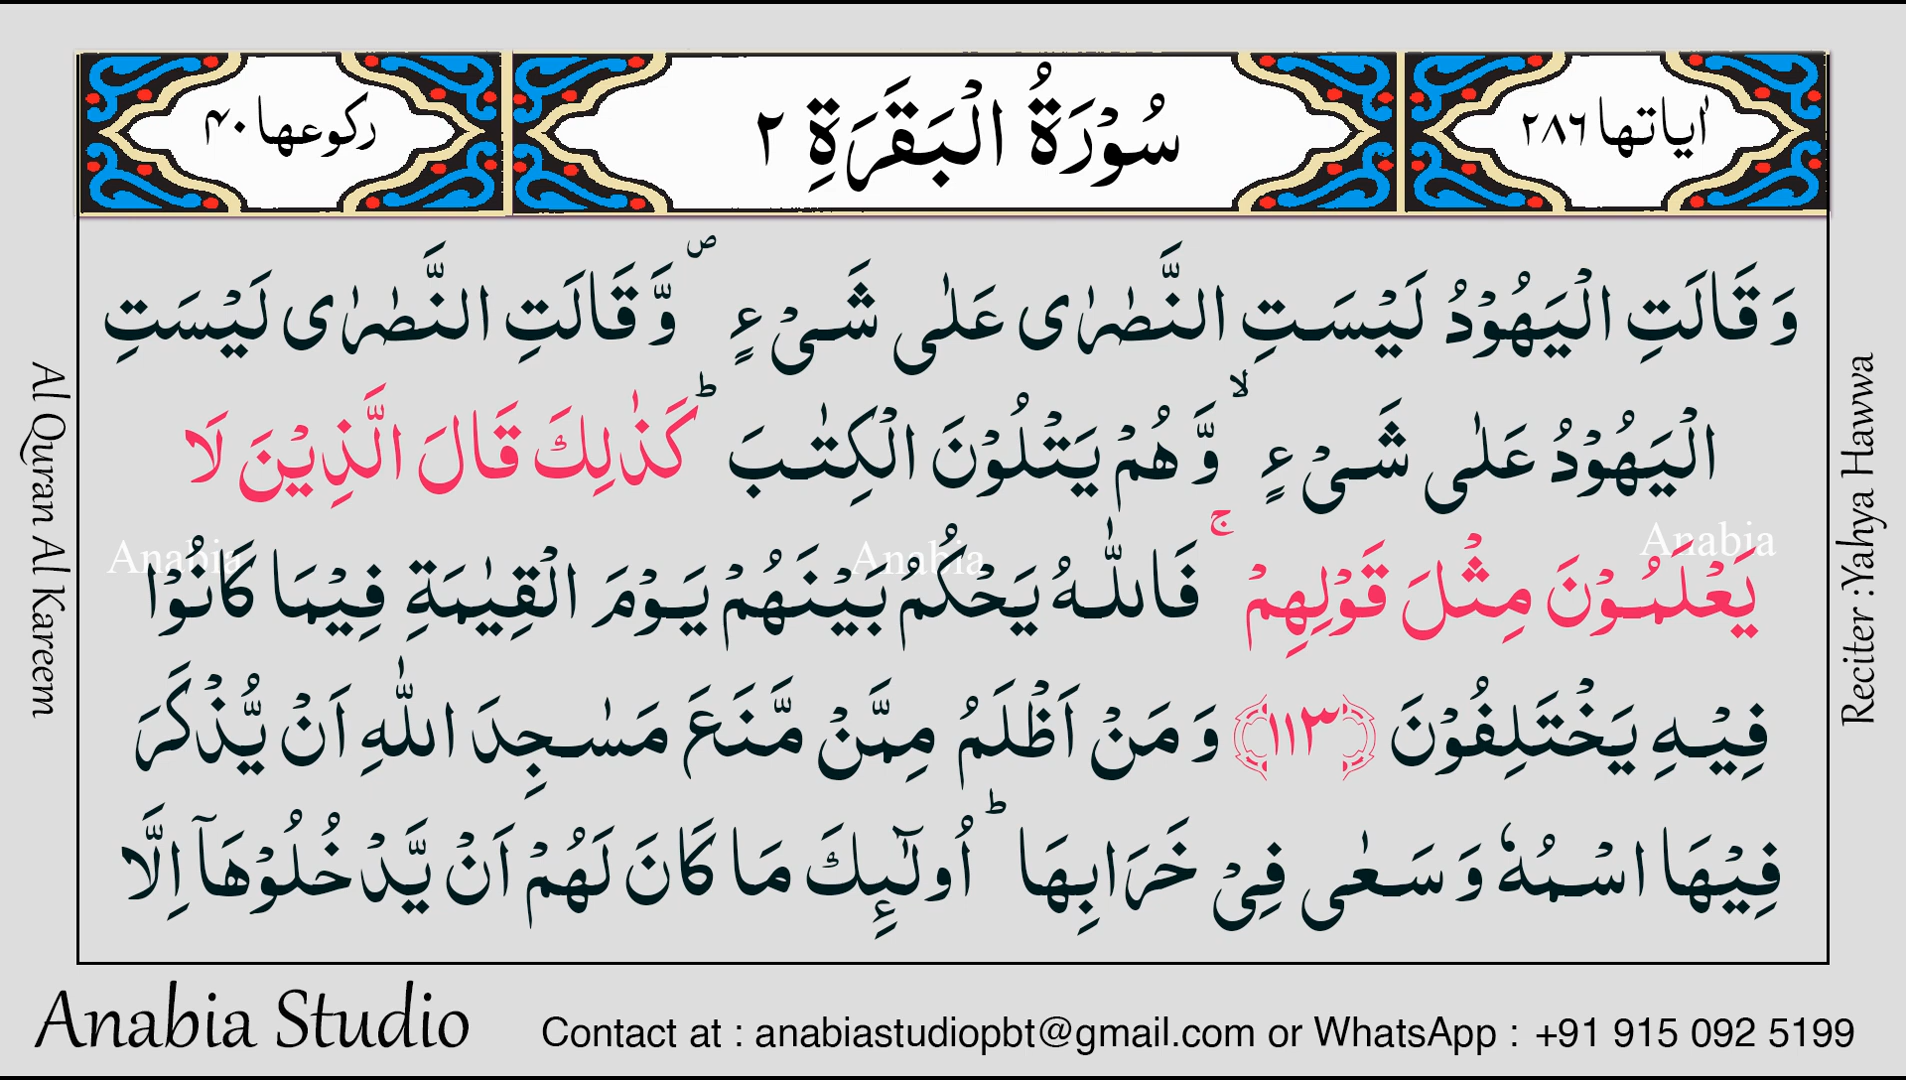 اٰیاتها ٢٨٦
سُوْرَةُ الْبَقَرَةِ ٢
ركوعها ۴۰
وَ قَالَتِ الْیَهُوْدُ لَیْسَتِ النَّصٰرٰى عَلٰى شَیْءٍ ۪ وَّ قَالَتِ النَّصٰرٰى لَیْسَتِ
الْیَهُوْدُ عَلٰى شَیْءٍ ۙ وَّ هُمْ یَتْلُوْنَ الْكِتٰبَ ؕ كَذٰلِكَ قَالَ الَّذِیْنَ لَا
یَعْلَمُوْنَ مِثْلَ قَوْلِهِمْ ۚ فَاللّٰهُ یَحْكُمُ بَیْنَهُمْ یَوْمَ الْقِیٰمَةِ فِیْمَا كَانُوْا
فِیْهِ یَخْتَلِفُوْنَ ﴿۱۱۳﴾ وَ مَنْ اَظْلَمُ مِمَّنْ مَّنَعَ مَسٰجِدَ اللّٰهِ اَنْ یُّذْكَرَ
فِیْهَا اسْمُهٗ وَ سَعٰى فِیْ خَرَابِهَا ؕ اُولٰٓىِٕكَ مَا كَانَ لَهُمْ اَنْ یَّدْخُلُوْهَاۤ اِلَّا
Al Quran Al Kareem
Reciter :Yahya Hawwa
Anabia
Anabia
Anabia
Anabia Studio
Contact at : anabiastudiopbt@gmail.com or WhatsApp : +91 915 092 5199